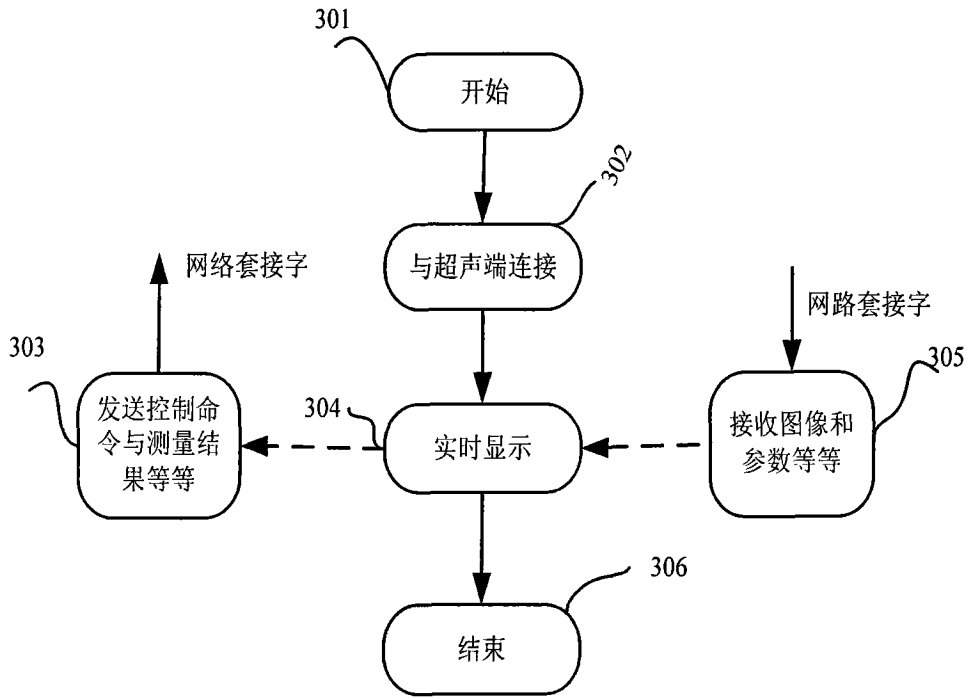 301
开始
302
与超声端连接
网络套接字
网路套接字
303
发送控制命
令与测量结
果等等
304
实时显示
305
接收图像和
参数等等
306
结束